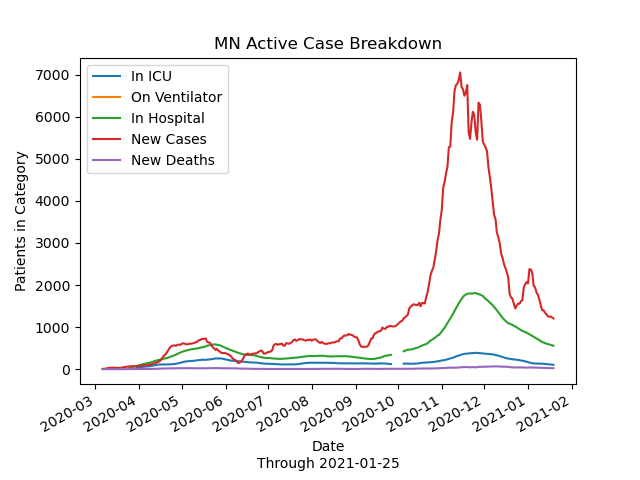 MN Active Case Breakdown
In ICU
On Ventilator
In Hospital
New Cases
New Deaths
Patients in Category
7000
6000
5000
4000
3000
2000
1000
0
2020-03
2020-04
2020-05
2020-06
2020-07
2020-08
2020-09
2020-10
2020-11
2020-12
2021-01
2021-02
Date
Through 2021-01-25